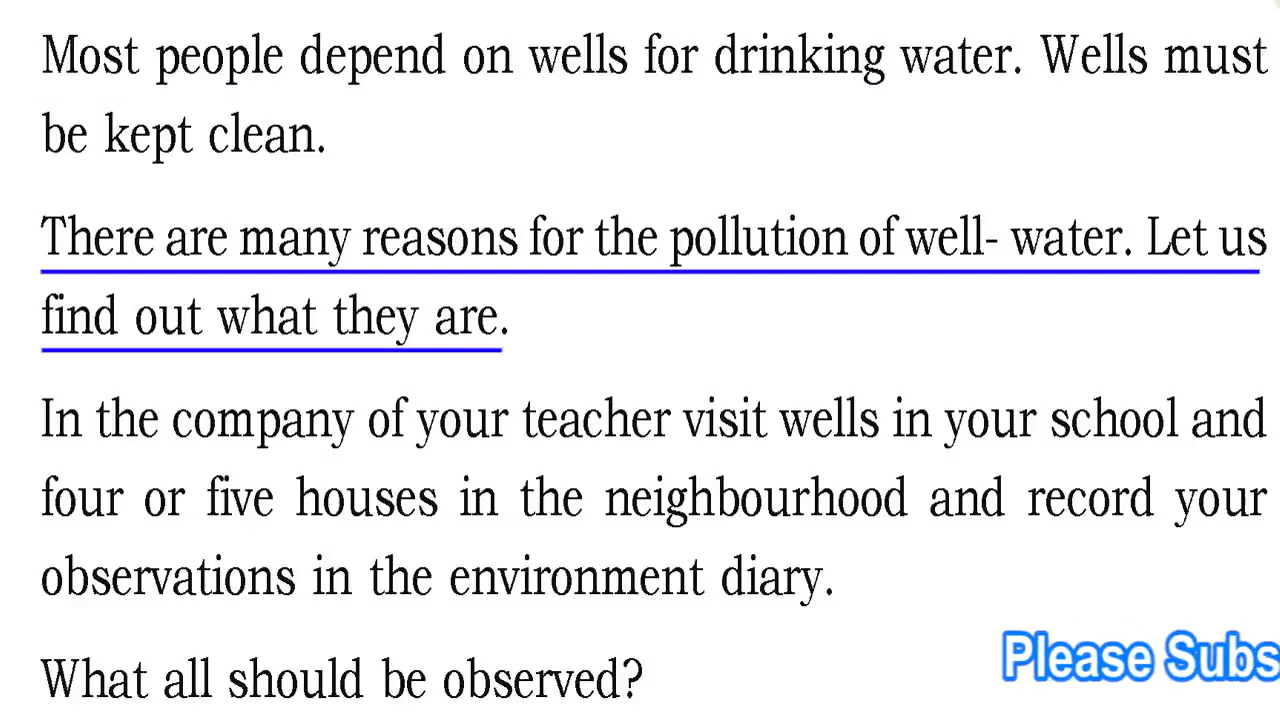 Most people depend on wells for drinking water. Wells must
be kept clean.
There are many reasons for the pollution of well- water. Let us
find out what they are.
In the company of your teacher visit wells in your school and
four or five houses in the neighbourhood and record your
observations in the environment diary.
What all should be observed?
Please Subs